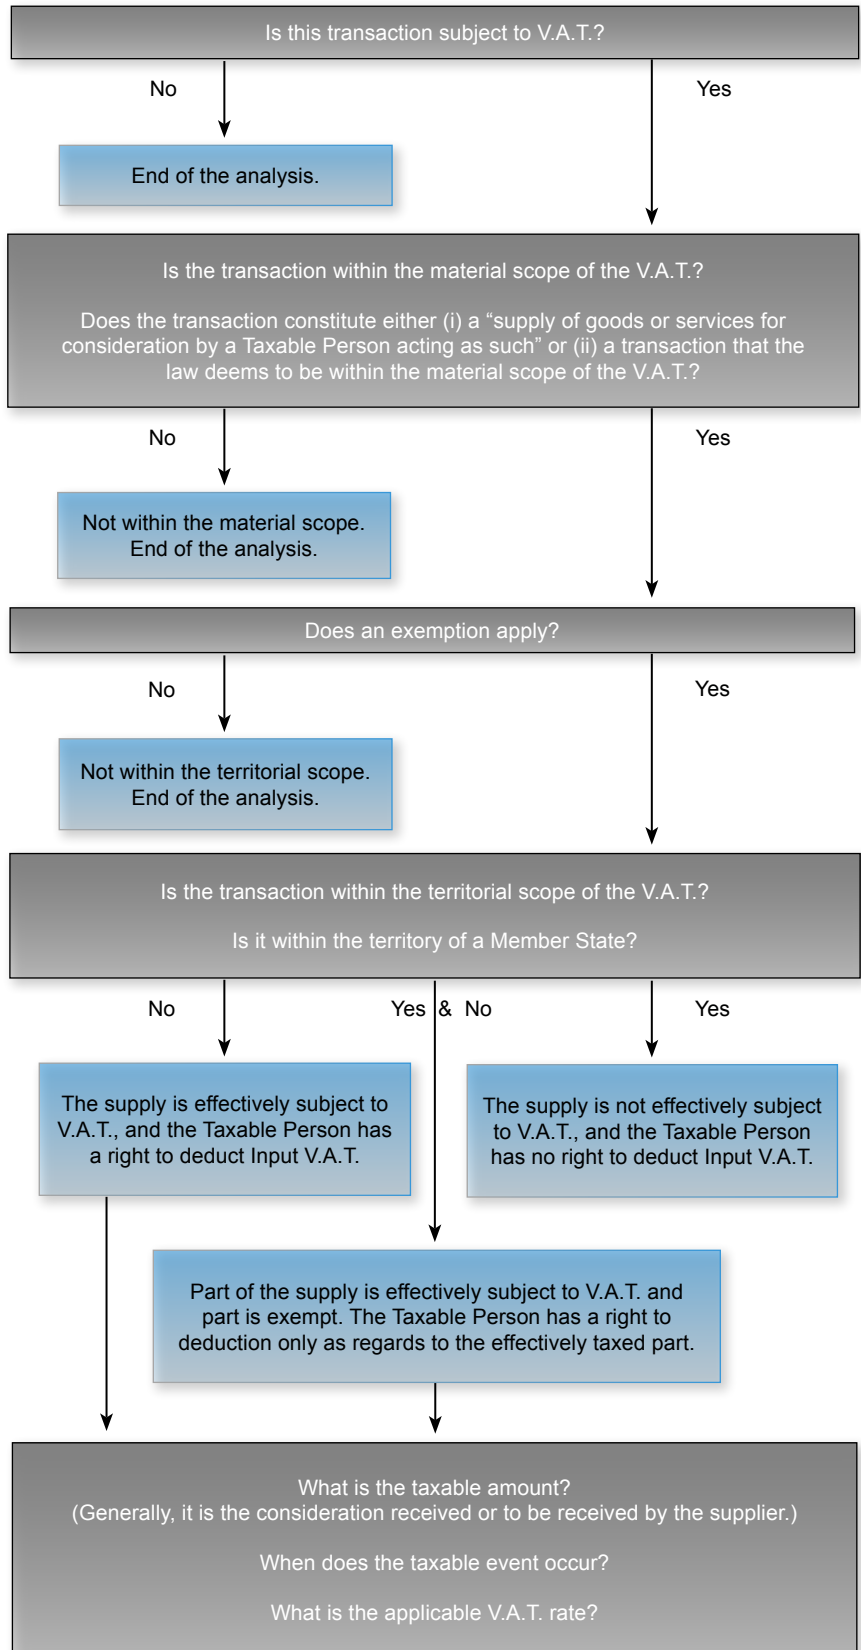 Is this transaction subject to V.A.T.?
No
Yes
End of the analysis.
Is the transaction within the material scope of the V.A.T.?
Does the transaction constitute either (i) a “supply of goods or services for
consideration by a Taxable Person acting as such” or (ii) a transaction that the
law deems to be within the material scope of the V.A.T.?
No
Yes
Not within the material scope.
End of the analysis.
Does an exemption apply?
No
Yes
Not within the territorial scope.
End of the analysis.
Is the transaction within the territorial scope of the V.A.T.?
Is it within the territory of a Member State?
No
Yes & No
Yes
The supply is effectively subject to
V.A.T., and the Taxable Person has
a right to deduct Input V.A.T.
The supply is not effectively subject
to V.A.T., and the Taxable Person
has no right to deduct Input V.A.T.
Part of the supply is effectively subject to V.A.T. and
part is exempt. The Taxable Person has a right to
deduction only as regards to the effectively taxed part.
What is the taxable amount?
(Generally, it is the consideration received or to be received by the supplier.)
When does the taxable event occur?
What is the applicable V.A.T. rate?